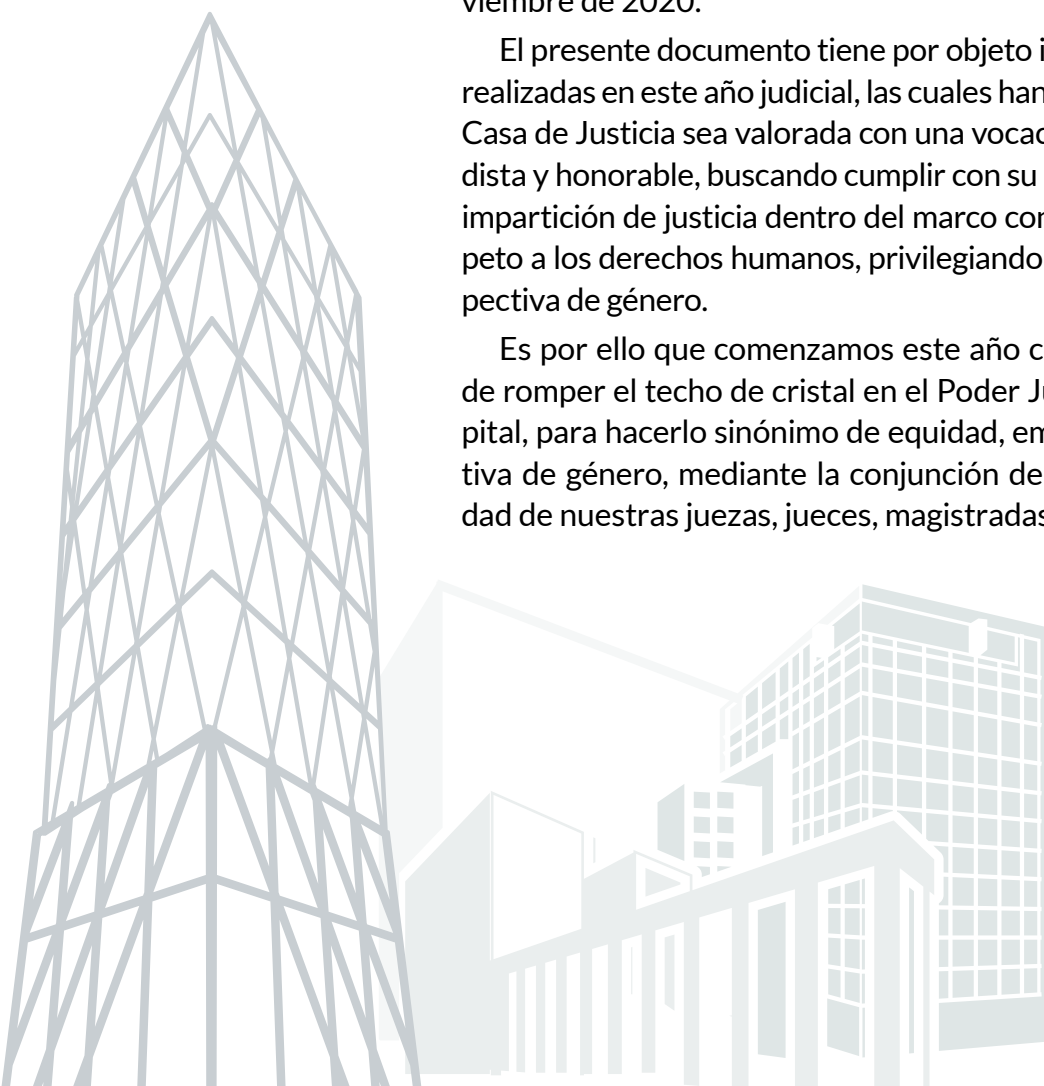 viembre de 2020.
El presente documento tiene por objeto i
realizadas en este año judicial, las cuales han
Casa de Justicia sea valorada con una vocac
dista y honorable, buscando cumplir con su
impartición de justicia dentro del marco con
peto a los derechos humanos, privilegiando
pectiva de género.
Es por ello que comenzamos este año c
de romper el techo de cristal en el Poder Ju
pital, para hacerlo sinónimo de equidad, em
tiva de género, mediante la conjunción de
dad de nuestras juezas, jueces, magistradas